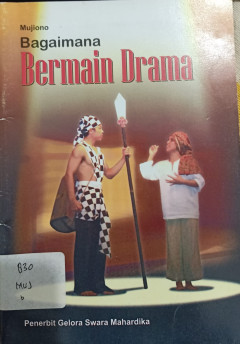 Mujiono
Bagaimana
Bermain Drama
830
MUJ
b
Penerbit Gelora Swara Mahardika